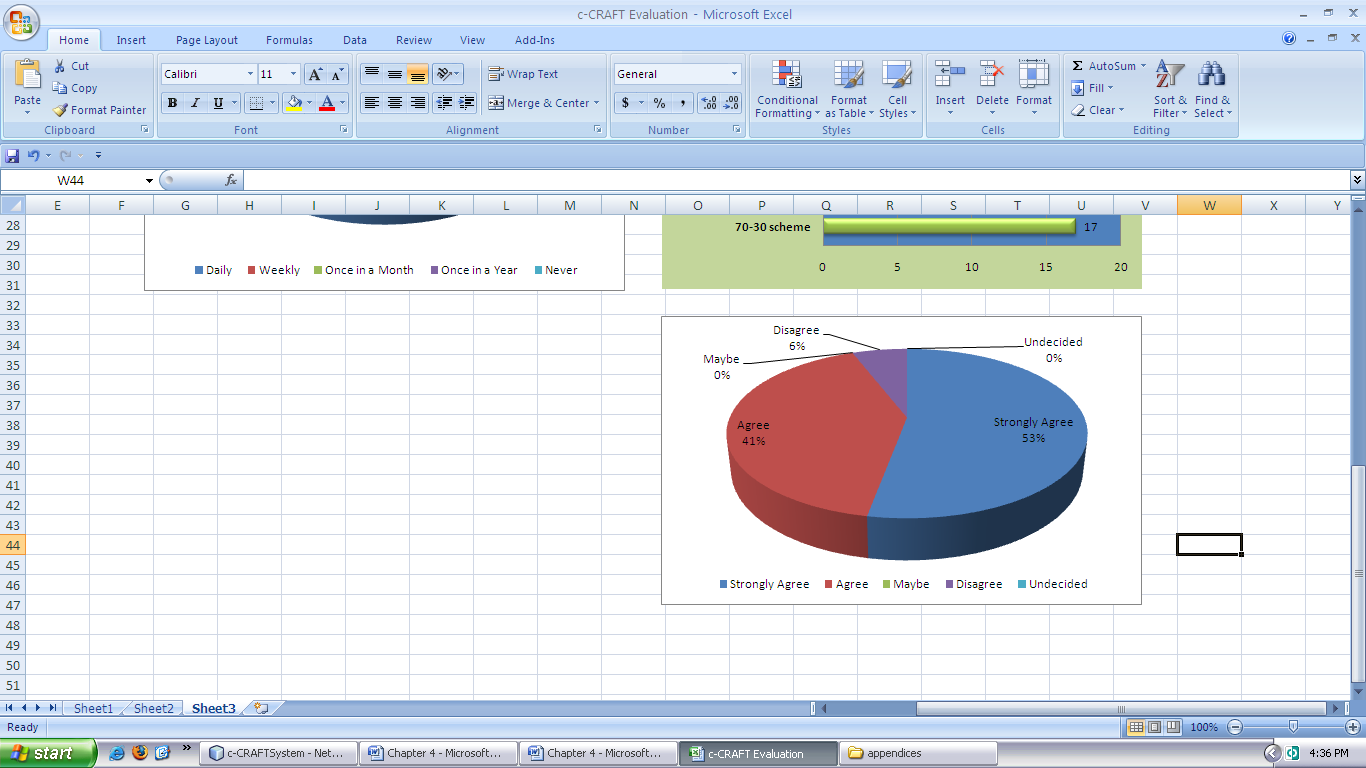 c-CRAFT Evaluation - Microsoft Excel
Home Insert Page Layout Formulas Data Review View Add-Ins
Paste
Cut
Copy
Format Painter
Clipboard
Calibri 11
B I U
Font
Wrap Text
Merge & Center
Alignment
General
$ % ,
Number
Conditional Formatting
Format as Table
Cell Styles
Styles
Insert Delete Format
Cells
Σ AutoSum
Fill
Clear
Sort & Filter
Find & Select
Editing
W44 fx
E F G H I J K L M N O P Q R S T U V W X Y
28
29
30
31
32
33
34
35
36
37
38
39
40
41
42
43
44
45
46
47
48
49
50
51
Daily Weekly Once in a Month Once in a Year Never
70-30 scheme 17
0 5 10 15 20
Disagree
6%
Undecided
0%
Maybe
0%
Agree
41%
Strongly Agree
53%
Strongly Agree Agree Maybe Disagree Undecided
Sheet1 Sheet2 Sheet3
Ready 100%
start c-CRAFTSystem - Net... Chapter 4 - Microsoft... Chapter 4 - Microsoft... c-CRAFT Evaluation appendices 4:36 PM